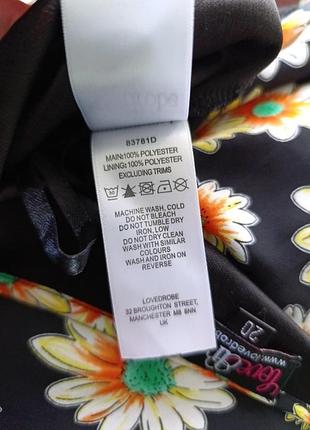 83781D
MAIN:100% POLYESTER
LINING:100% POLYESTER
EXCLUDING TRIMS
MACHINE WASH, COLD
DO NOT BLEACH
DO NOT TUMBLE DRY
IRON, LOW
DO NOT DRY CLEAN
WASH WITH SIMILAR
COLOURS
WASH AND IRON ON
REVERSE
LOVEDROBE
32 BROUGHTON STREET,
MANCHESTER M8 8NN
UK
20
www.lovedrob